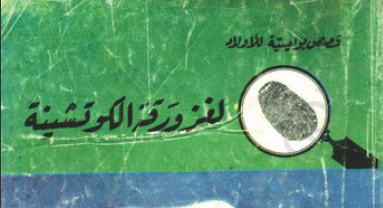 قصص بوليسية للأولاد
لغز ورقة الكوتشينة